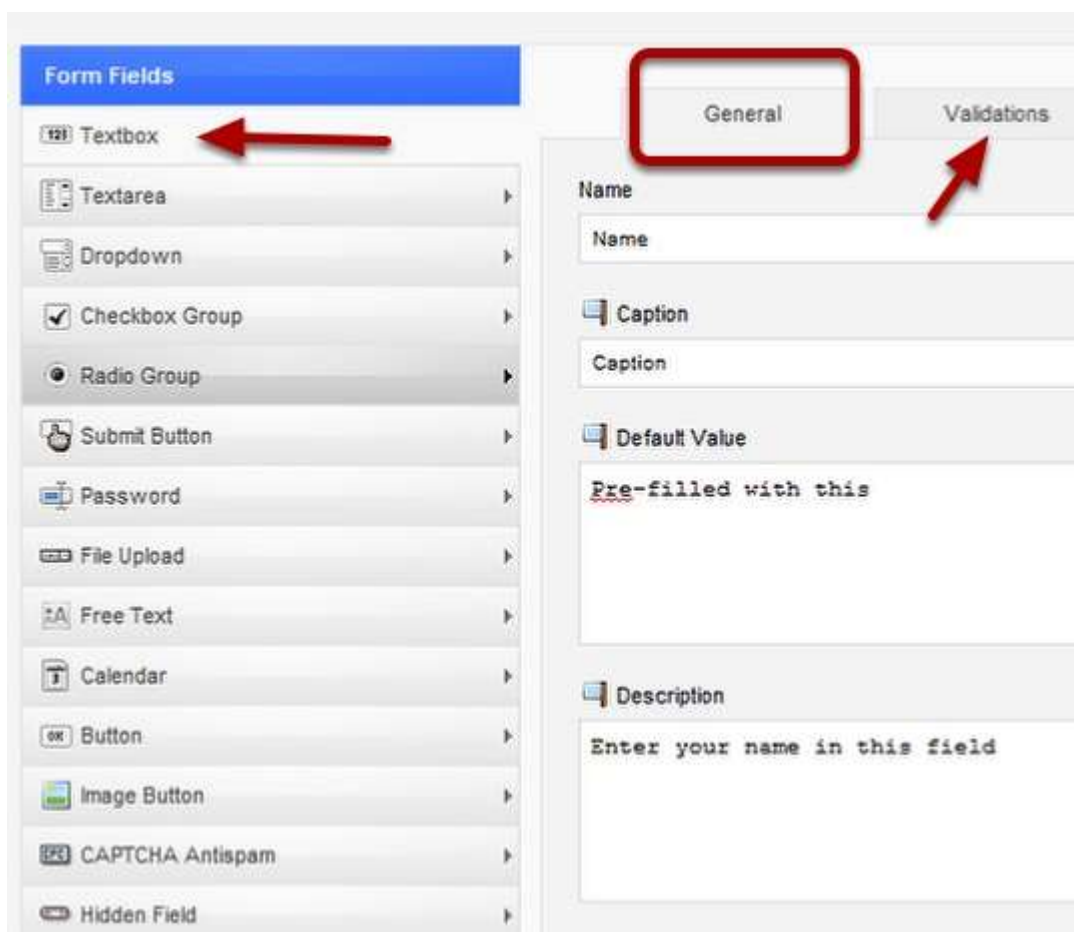 Form Fields
Textbox
Textarea
Dropdown
Checkbox Group
Radio Group
Submit Button
Password
File Upload
Free Text
Calendar
Button
Image Button
CAPTCHA Antispam
Hidden Field
General
Validations
Name
Name
Caption
Caption
Default Value
Pre-filled with this
Description
Enter your name in this field